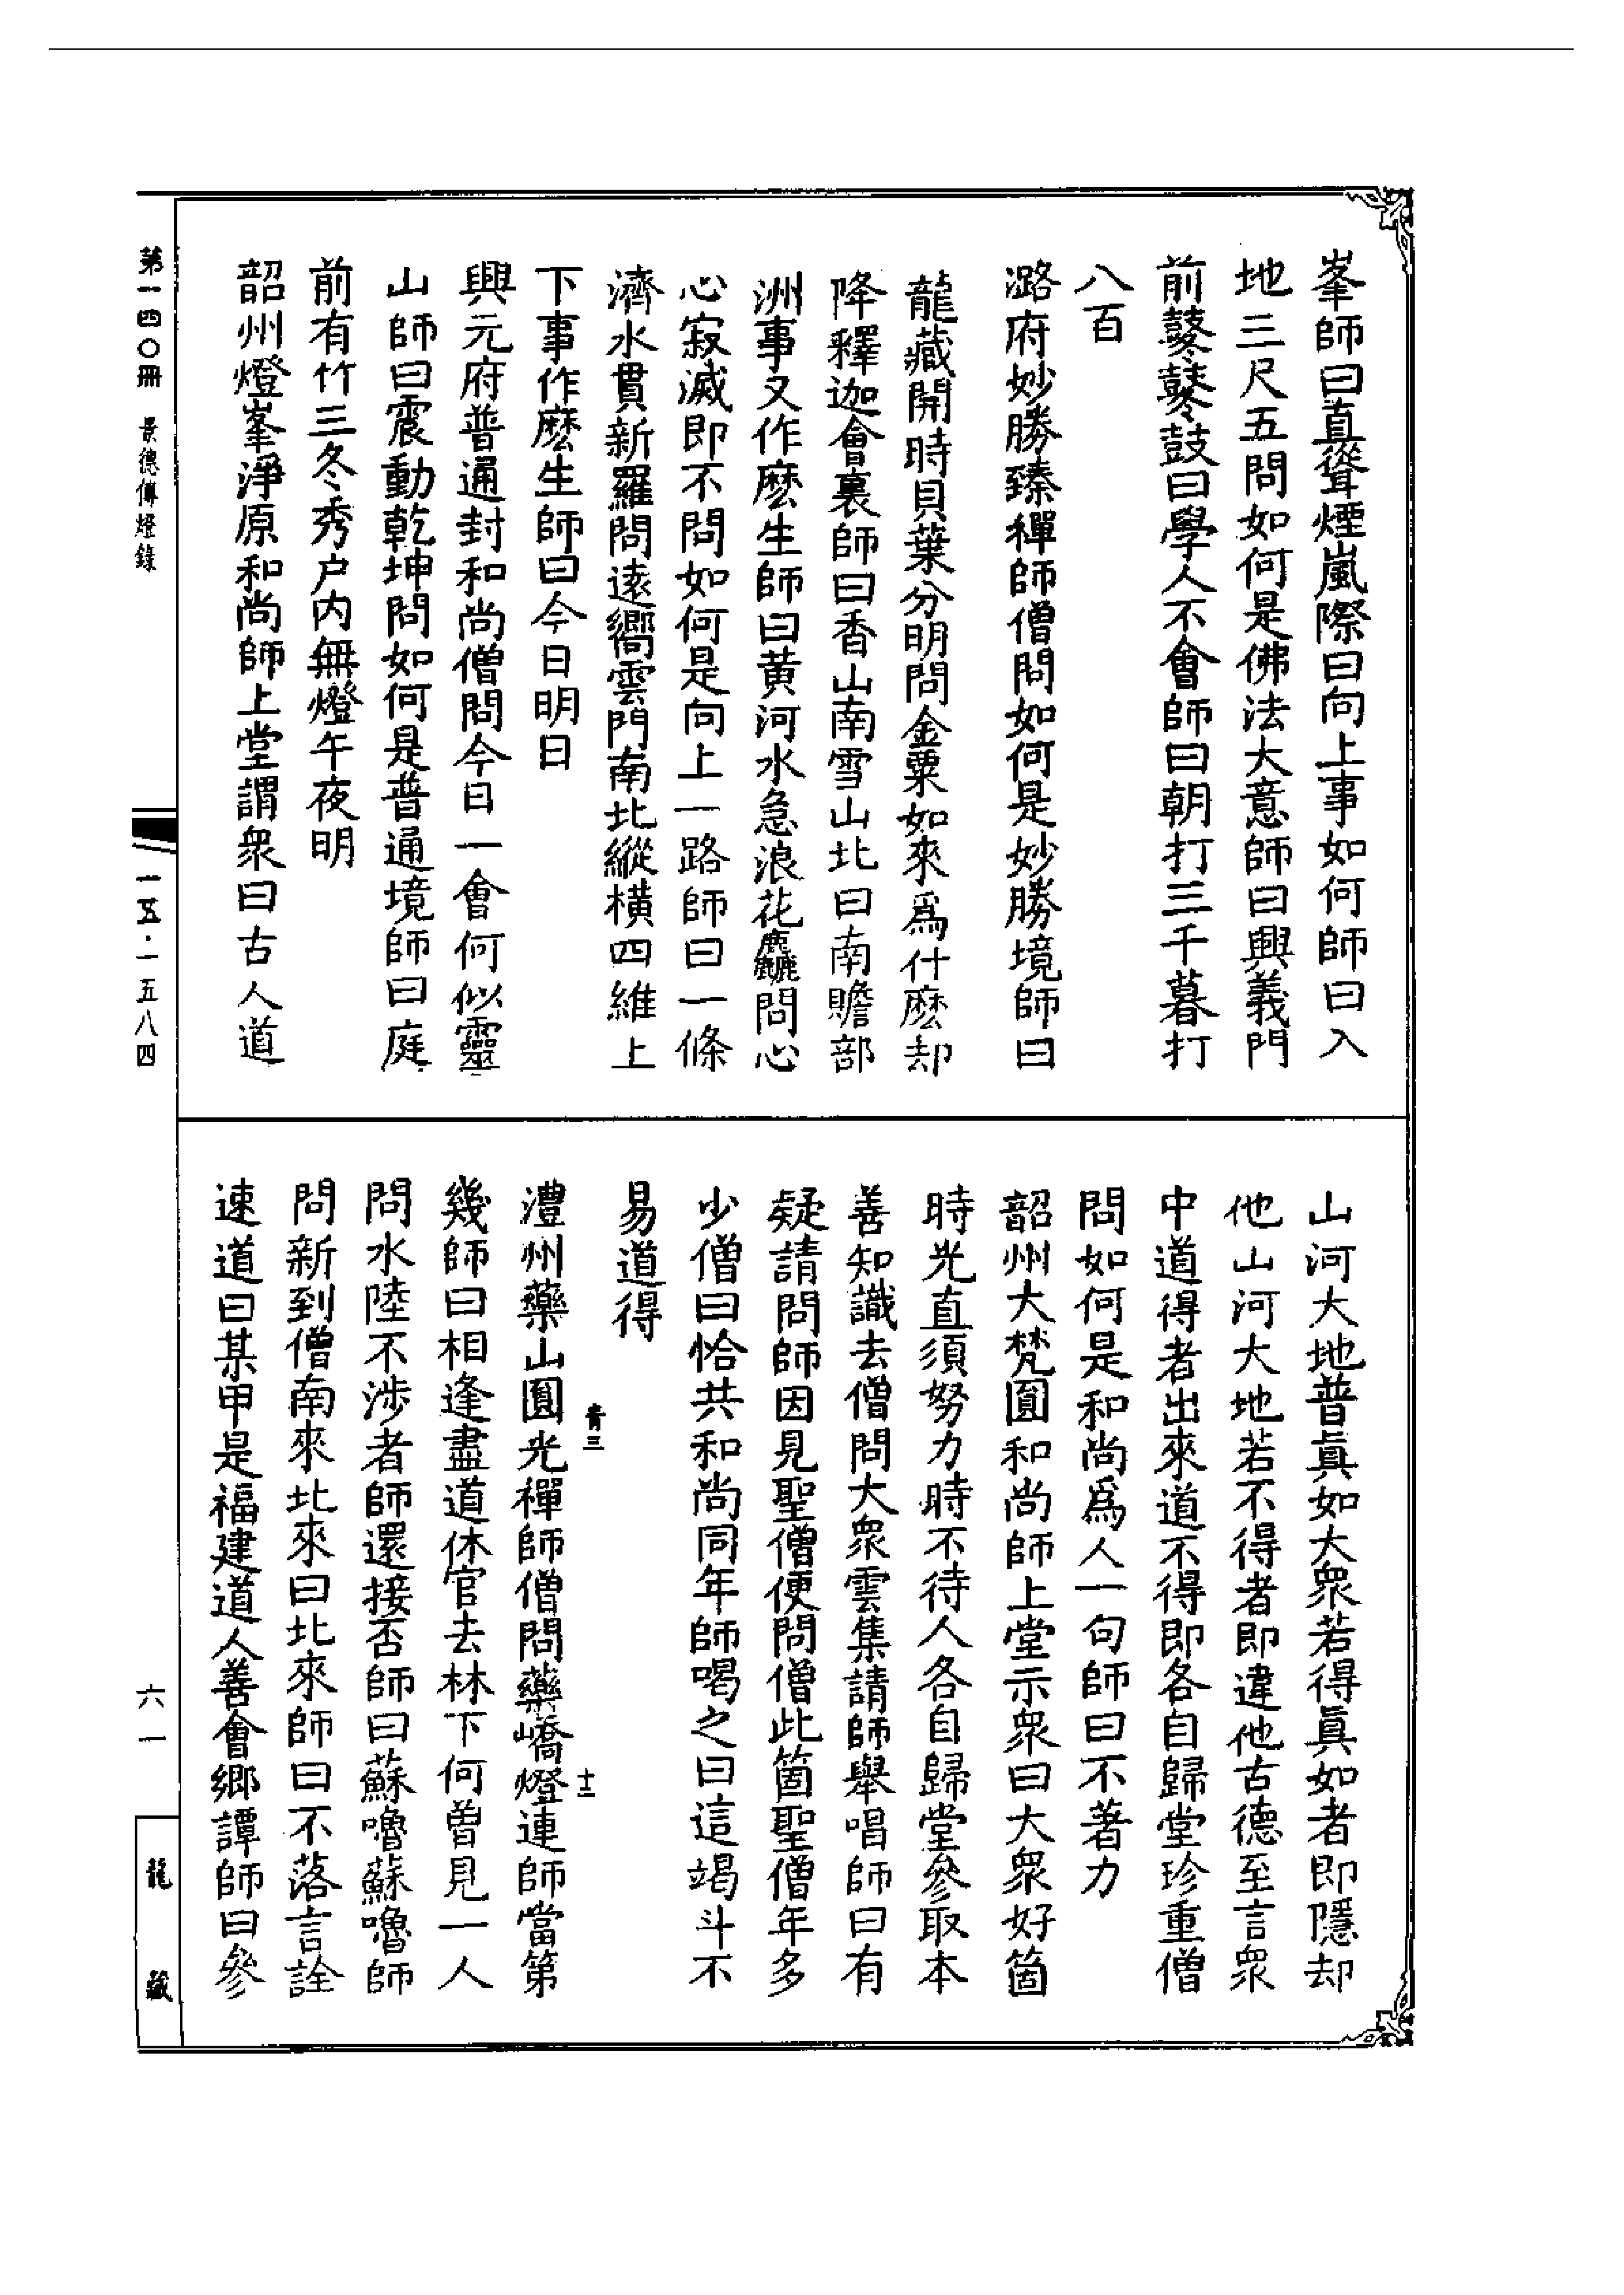 峯師曰直聳煙嵐際曰向上事如何師曰入
地三尺五問如何是佛法大意師曰興義門
前鼕鼕鼓曰學人不會師曰朝打三千暮打
八百
潞府妙勝臻禪師僧問如何是妙勝境師曰
龍藏開時貝葉分明問金粟如來爲什麽却
降釋迦會裏師曰香山南雪山北曰南贍部
洲事又作麽生師曰黄河水急浪花麤問心
心寂滅即不問如何是向上一路師曰一條
濟水貫新羅問遠嚮雲門南北縱橫四維上
下事作麽生師曰今日明日
興元府普通封和尚僧問今日一會何似靈
山師曰震動乾坤問如何是普通境師曰庭
前有竹三冬秀户内無燈午夜明
韶州燈峯淨原和尚師上堂謂衆曰古人道
山河大地普眞如大衆若得眞如者即隱却
他山河大地若不得者即違他古德至言衆
中道得者出來道不得即各自歸堂珍重僧
問如何是和尚爲人一句師曰不著力
韶州大梵圓和尚師上堂示衆曰大衆好箇
時光直須努力時不待人各自歸堂參取本
善知識去僧問大衆雲集請師舉唱師曰有
疑請問師因見聖僧便問僧此箇聖僧年多
少僧曰恰共和尚同年師喝之曰這竭斗不
易道得
青三
十二
澧州藥山圓光禪師僧問藥嶠燈連師當第
幾師曰相逢盡道休官去林下何曾見一人
問水陸不涉者師還接否師曰蘇嚕蘇嚕師
問新到僧南來北來曰北來師曰不落言詮
速道曰某甲是福建道人善會鄉譚師曰參
第一四〇冊 景德傳燈錄
一五·一五八四
六一
龍藏